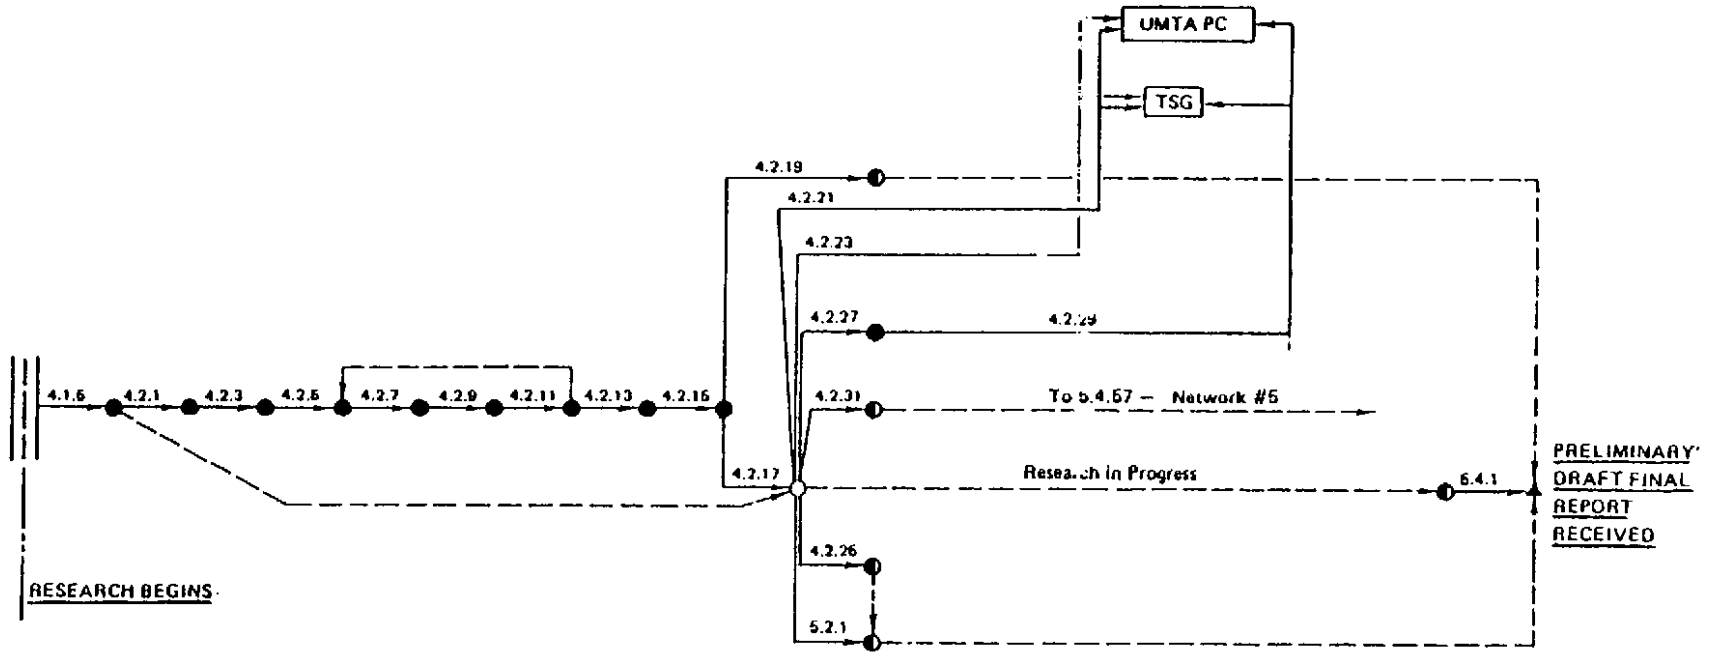 UMTA PC
TSG
4.2.19
4.2.21
4.2.23
4.2.27
4.2.29
4.1.5 4.2.1 4.2.3 4.2.5 4.2.7 4.2.9 4.2.11 4.2.13 4.2.15
4.2.31
To 5.4.57 — Network #5
4.2.17
Research in Progress
6.4.1
PRELIMINARY
DRAFT FINAL
REPORT
RECEIVED
4.2.26
RESEARCH BEGINS
5.2.1